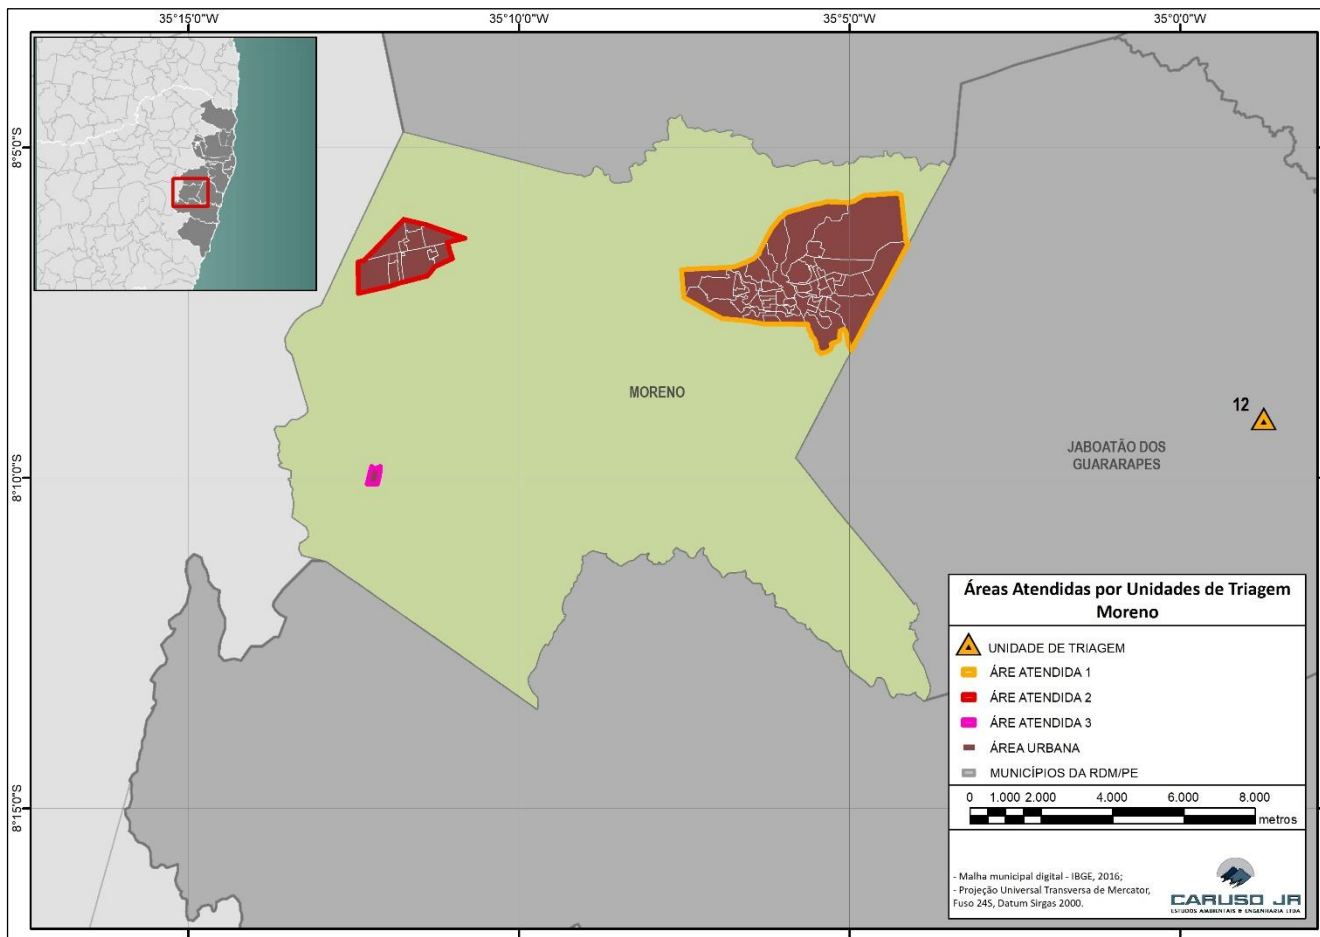 35°15'0"W
35°10'0"W
35°5'0"W
35°0'0"W
8°5'0"S
8°10'0"S
8°15'0"S
MORENO
12
JABOATÃO DOS
GUARARAPES
Áreas Atendidas por Unidades de Triagem
Moreno
UNIDADE DE TRIAGEM
ÁRE ATENDIDA 1
ÁRE ATENDIDA 2
ÁRE ATENDIDA 3
ÁREA URBANA
MUNICÍPIOS DA RDM/PE
0 1.000 2.000 4.000 6.000 8.000
metros
- Malha municipal digital - IBGE, 2016;
- Projeção Universal Transversa de Mercator,
Fuso 24S, Datum Sirgas 2000.
CARUSO JR
ESTUDOS AMBIENTAIS & ENGENHARIA LTDA